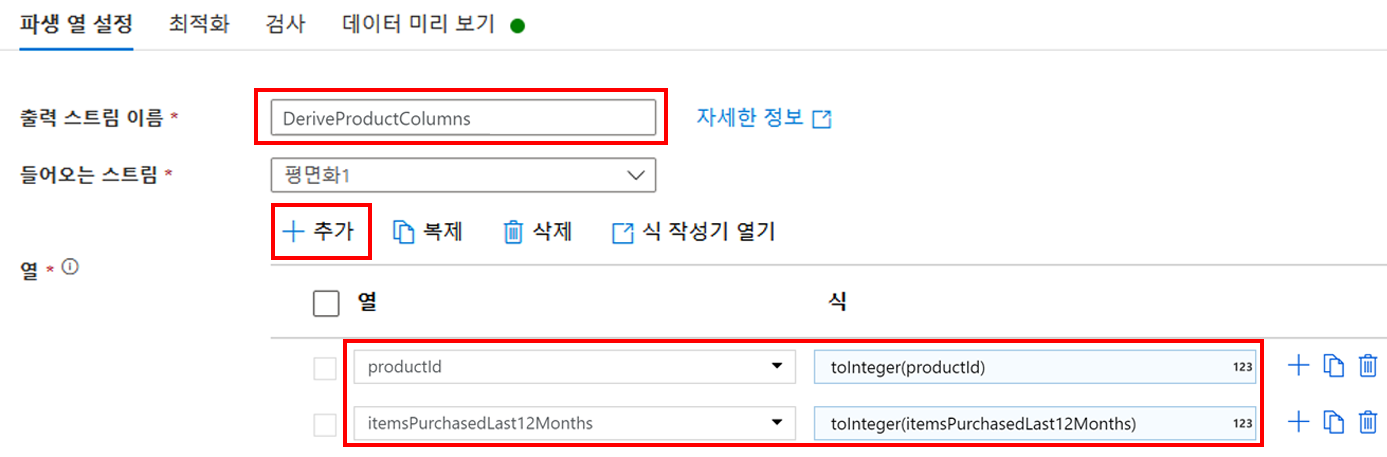 파생 열 설정 최적화 검사 데이터 미리 보기
출력 스트림 이름 * DeriveProductColumns 자세한 정보
들어오는 스트림 * 평면화1
추가 복제 삭제 식 작성기 열기
열 *
열 식
productId toInteger(productId) 123
itemsPurchasedLast12Months toInteger(itemsPurchasedLast12Months) 123